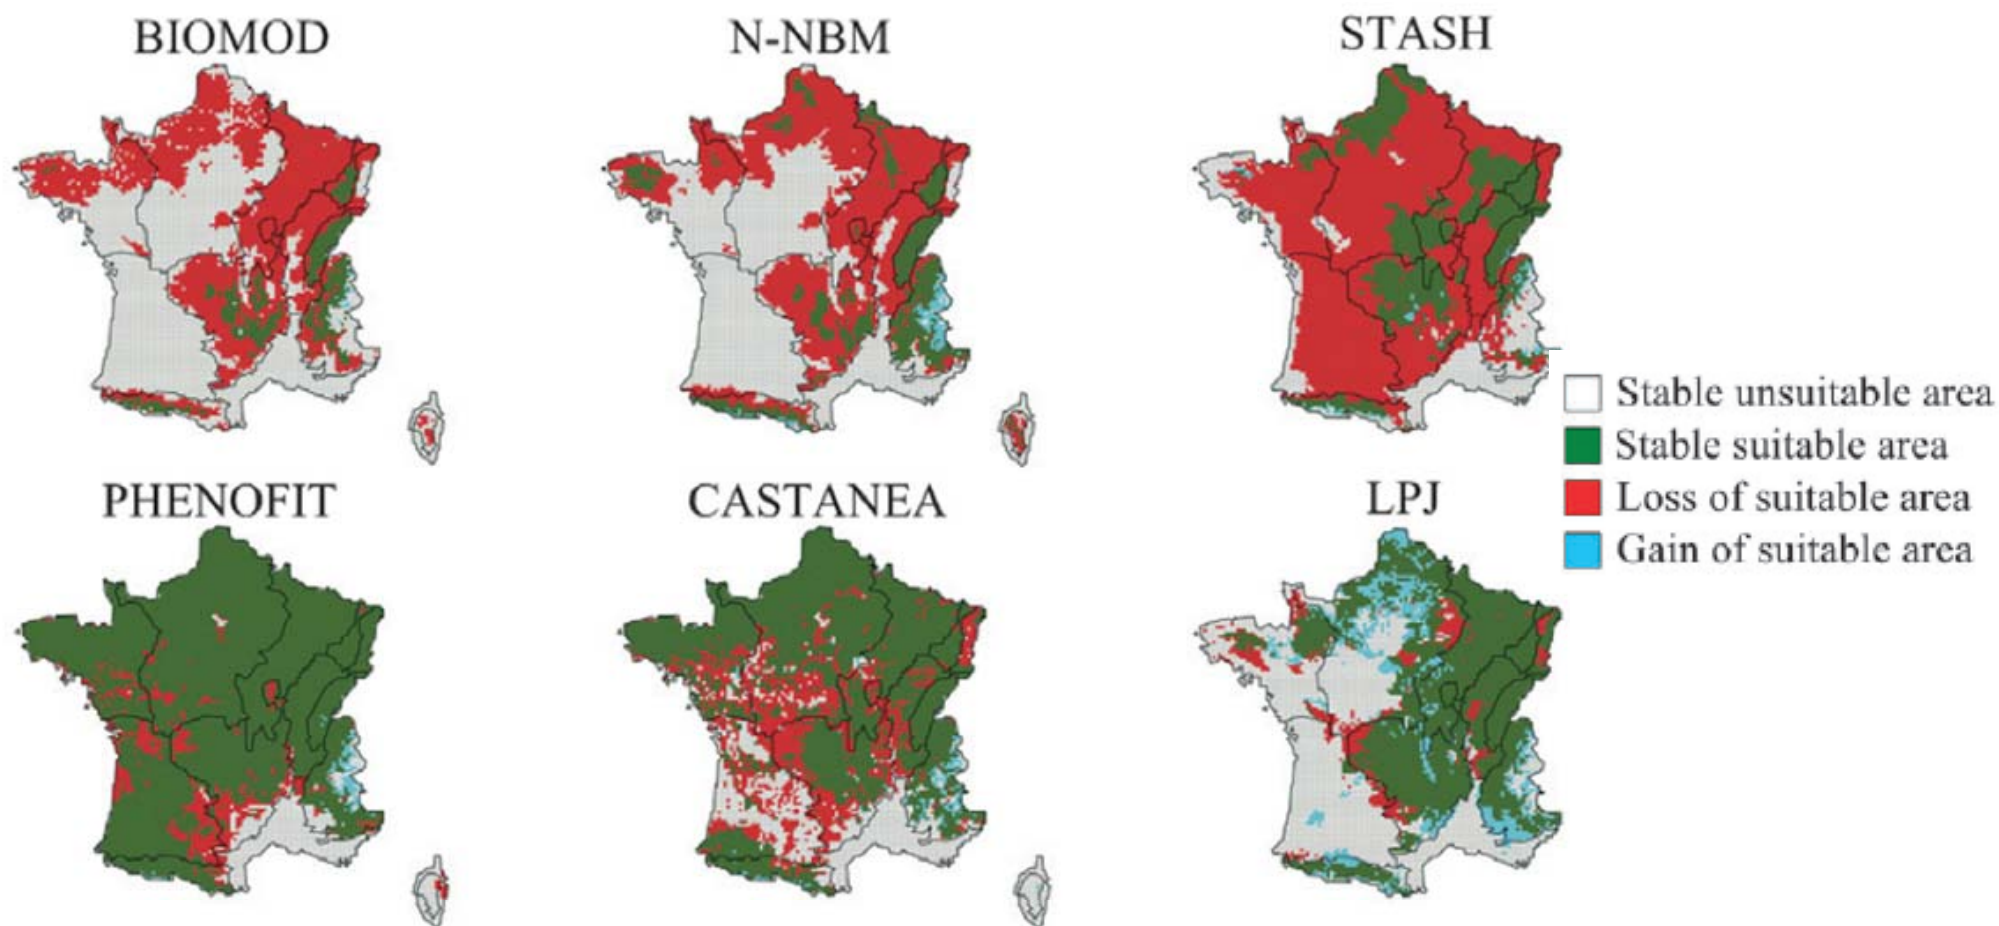 BIOMOD
N-NBM
STASH
Stable unsuitable area
Stable suitable area
Loss of suitable area
Gain of suitable area
PHENOFIT
CASTANEA
LPJ